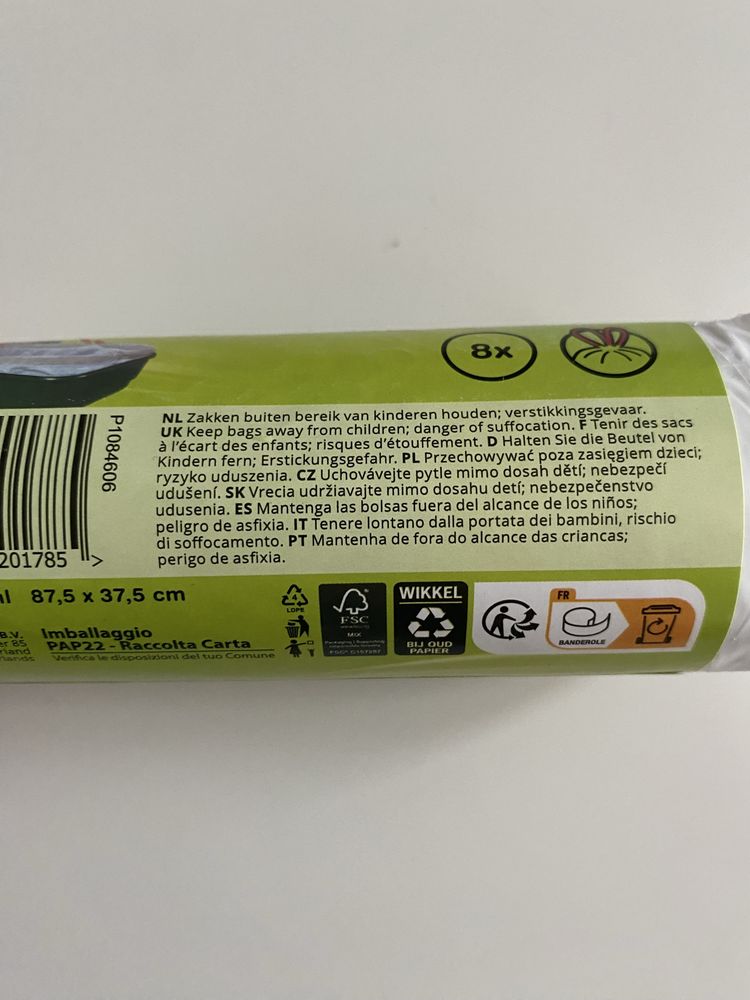 8x
P1084606
201785 >
NL Zakken buiten bereik van kinderen houden; verstikkingsgevaar.
UK Keep bags away from children; danger of suffocation. F Tenir des sacs
à l'écart des enfants; risques d'étouffement. D Halten Sie die Beutel von
Kindern fern; Erstickungsgefahr. PL Przechowywać poza zasięgiem dzieci;
ryzyko uduszenia. CZ Uchovávejte pytle mimo dosah dětí; nebezpečí
udušení. SK Vrecia udržiavajte mimo dosahu detí; nebezpečenstvo
udusenia. ES Mantenga las bolsas fuera del alcance de los niños;
peligro de asfixia. IT Tenere lontano dalla portata dei bambini, rischio
di soffocamento. PT Mantenha de fora do alcance das criancas;
perigo de asfixia.
87,5 x 37,5 cm
B.V.
er 85
rland
lands
Imballaggio
PAP22 - Raccolta Carta
Verifica le disposizioni del tuo Comune
4
LDPE
FSC
MIX
WIKKEL
BIJ OUD
PAPIER
FR
BANDEROLE